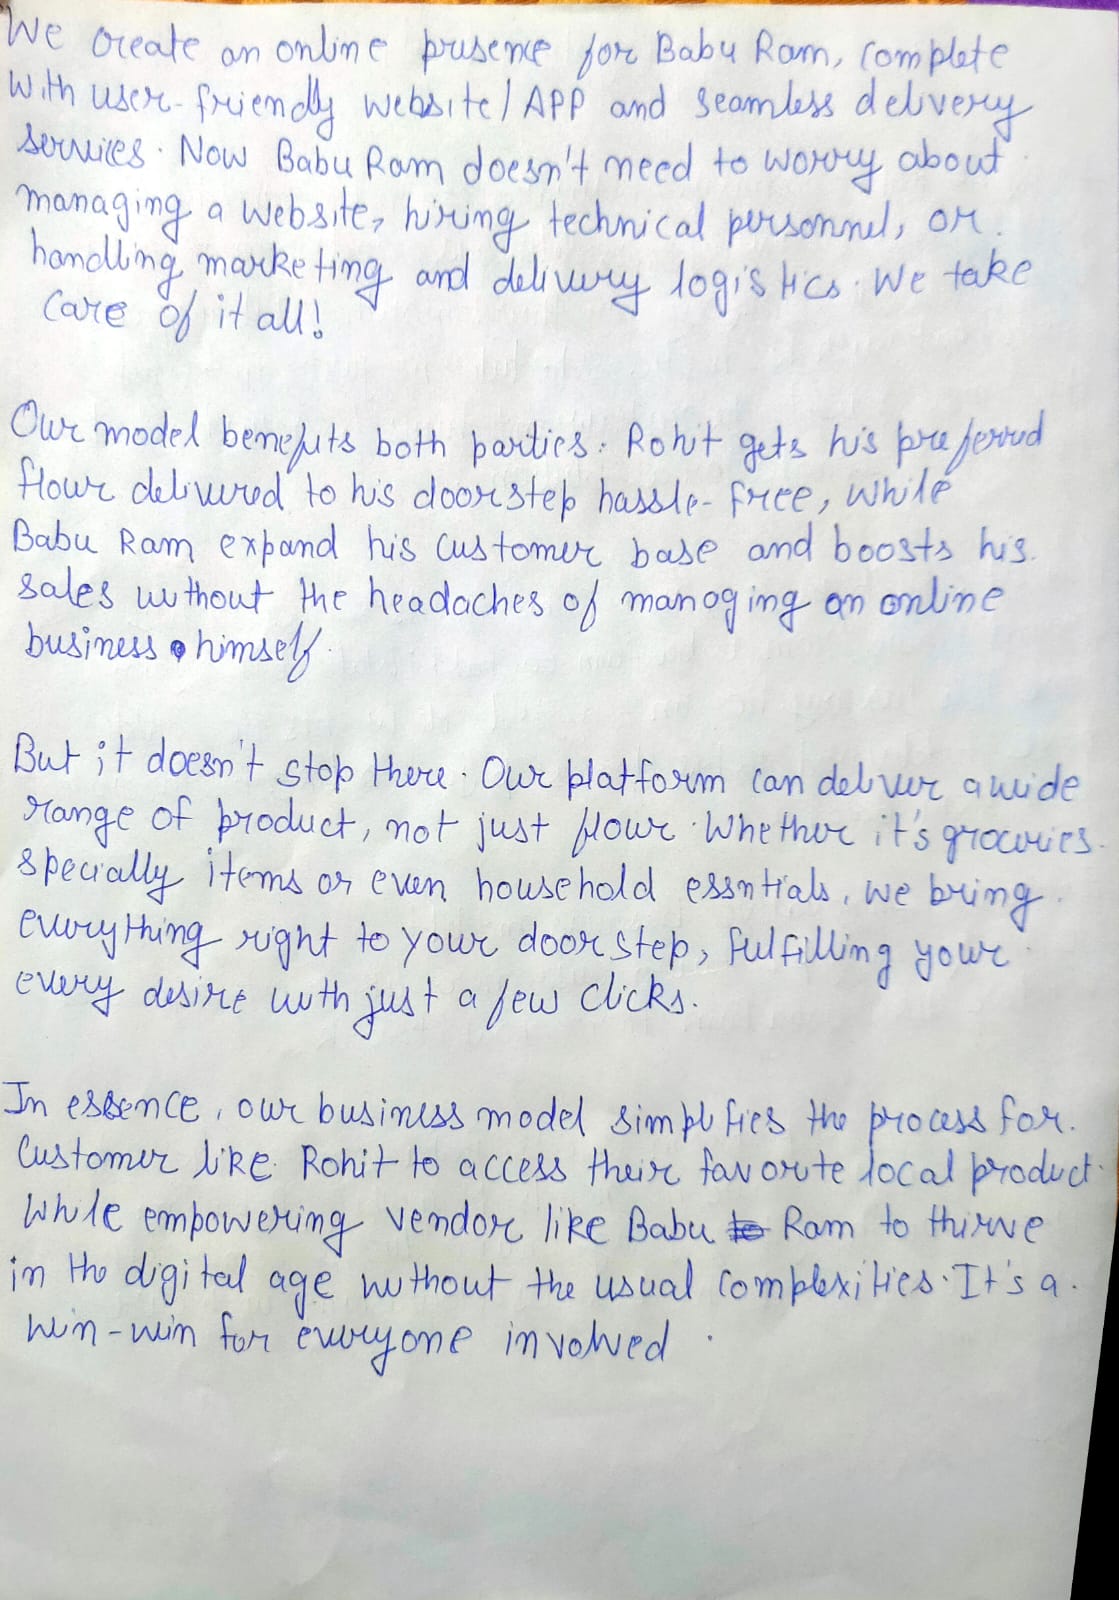 We create an online presence for Babu Ram, complete
With user-friendly website/APP and seamless delivery
services. Now Babu Ram doesn't need to worry about
managing a website, hiring technical personnel, or
handling marketing and delivery logistics. We take
care of it all!
Our model benefits both parties. Rohit gets his preferred
flour delivered to his doorstep hassle-free, while
Babu Ram expand his customer base and boosts his
sales without the headaches of managing an online
business himself.
But it doesn't stop there. Our platform can deliver a wide
range of product, not just flour. Whether it's groceries
specially items or even household essntials, we bring
everything right to your doorstep, fulfilling your
every desire with just a few clicks.
In essence, our business model simplifies the process for
Customer like Rohit to access their favorite local product
While empowering vendor like Babu Ram to thirve
in the digital age without the usual complexities. It's a
win-win for everyone involved.